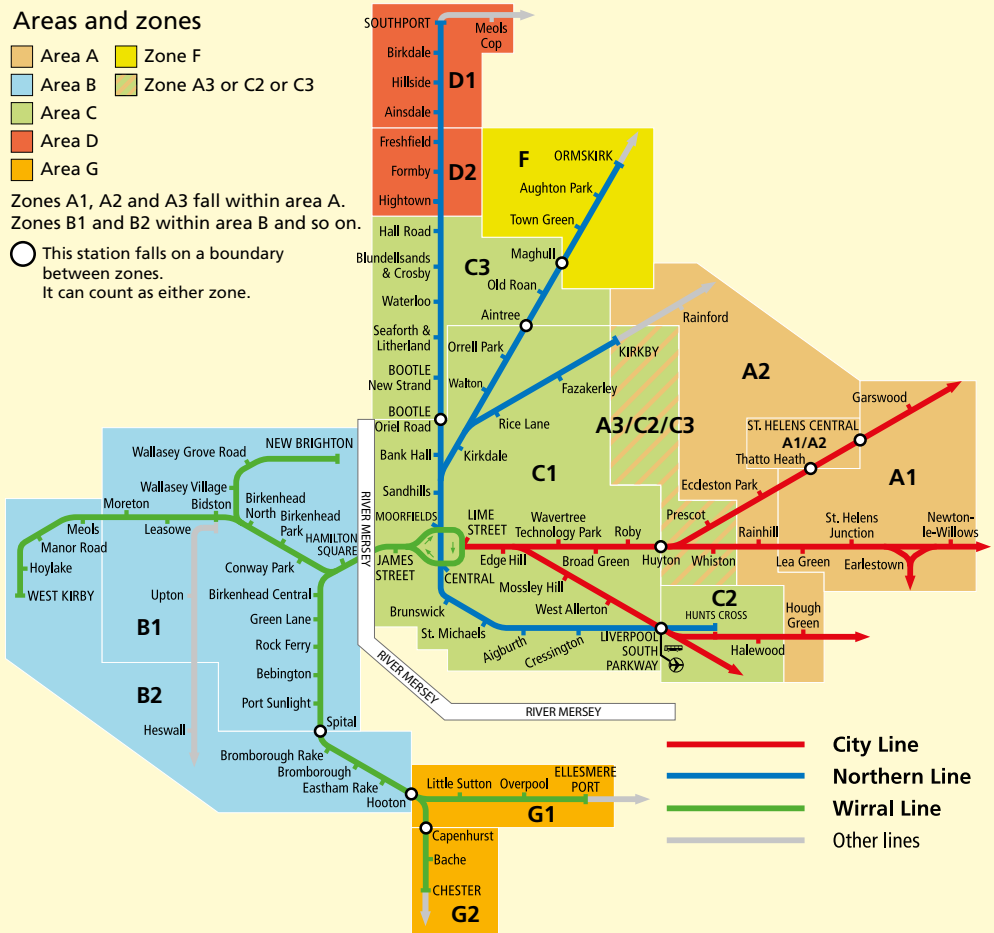 Areas and zones
Area A
Zone F
Area B
Zone A3 or C2 or C3
Area C
Area D
Area G
Zones A1, A2 and A3 fall within area A.
Zones B1 and B2 within area B and so on.
This station falls on a boundary
between zones.
It can count as either zone.
SOUTHPORT
Meols
Cop
Birkdale
Hillside
D1
Ainsdale
Freshfield
Formby
D2
Hightown
F
ORMSKIRK
Aughton Park
Town Green
Maghull
Hall Road
Blundellsands
& Crosby
C3
Old Roan
Waterloo
Aintree
Seaforth &
Litherland
Orrell Park
BOOTLE
New Strand
Walton
BOOTLE
Oriel Road
Bank Hall
Kirkdale
Sandhills
Rainford
KIRKBY
Fazakerley
Rice Lane
A2
A3/C2/C3
C1
Garswood
ST. HELENS CENTRAL
A1/A2
Thatto Heath
A1
Eccleston Park
Prescot
NEW BRIGHTON
Wallasey Grove Road
Wallasey Village
Bidston
Birkenhead
North
Birkenhead
Park
HAMILTON
SQUARE
Moreton
Leasowe
Meols
Manor Road
Hoylake
WEST KIRBY
Conway Park
Birkenhead Central
Upton
Green Lane
B1
Rock Ferry
Bebington
B2
Port Sunlight
Heswall
Spital
Bromborough Rake
Bromborough
Eastham Rake
Hooton
RIVER MERSEY
MOORFIELDS
JAMES
STREET
LIME
STREET
CENTRAL
Wavertree
Technology Park
Roby
Edge Hill
Broad Green
Huyton
Whiston
Rainhill
Lea Green
St. Helens
Junction
Earlestown
Newton-
le-Willows
Mossley Hill
West Allerton
Brunswick
St. Michaels
Aigburth
Cressington
LIVERPOOL
SOUTH
PARKWAY
C2
HUNTS CROSS
Hough
Green
Halewood
RIVER MERSEY
RIVER MERSEY
Little Sutton
Overpool
ELLESMERE
PORT
G1
Capenhurst
Bache
CHESTER
G2
City Line
Northern Line
Wirral Line
Other lines